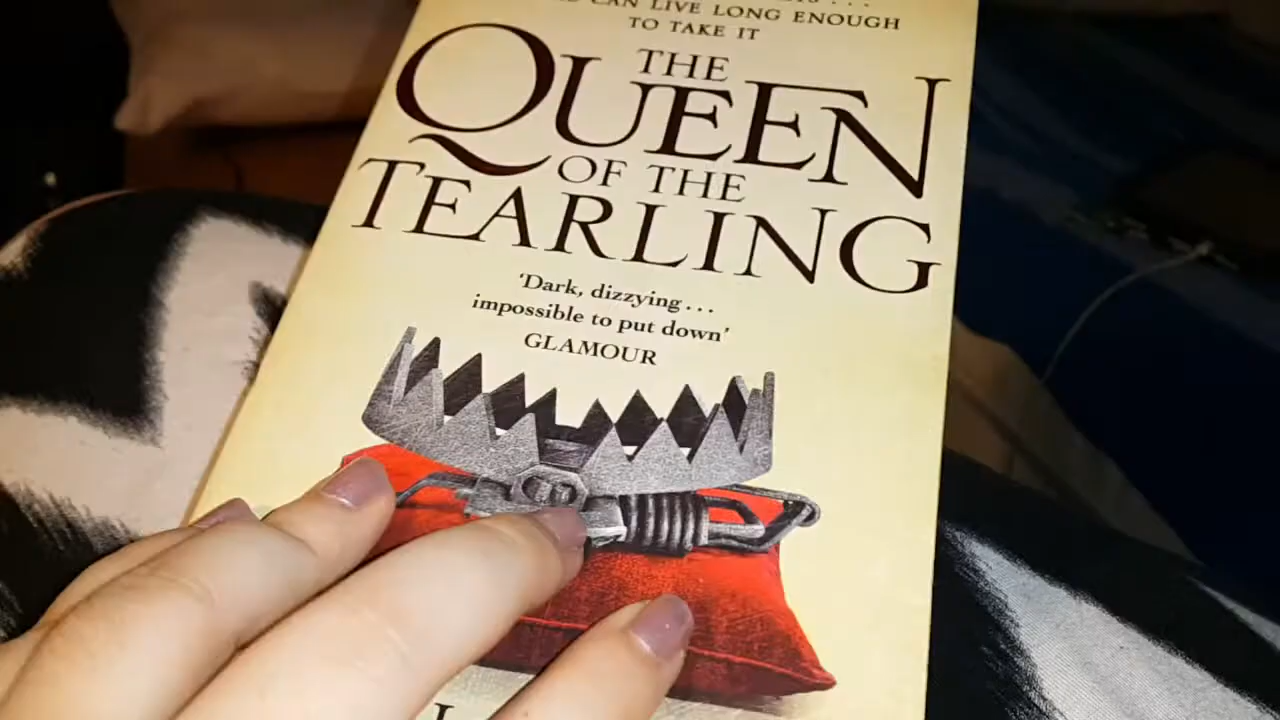 CAN LIVE LONG ENOUGH
TO TAKE IT
THE
QUEEN
OF THE
TEARLING
'Dark, dizzying...
impossible to put down'
GLAMOUR